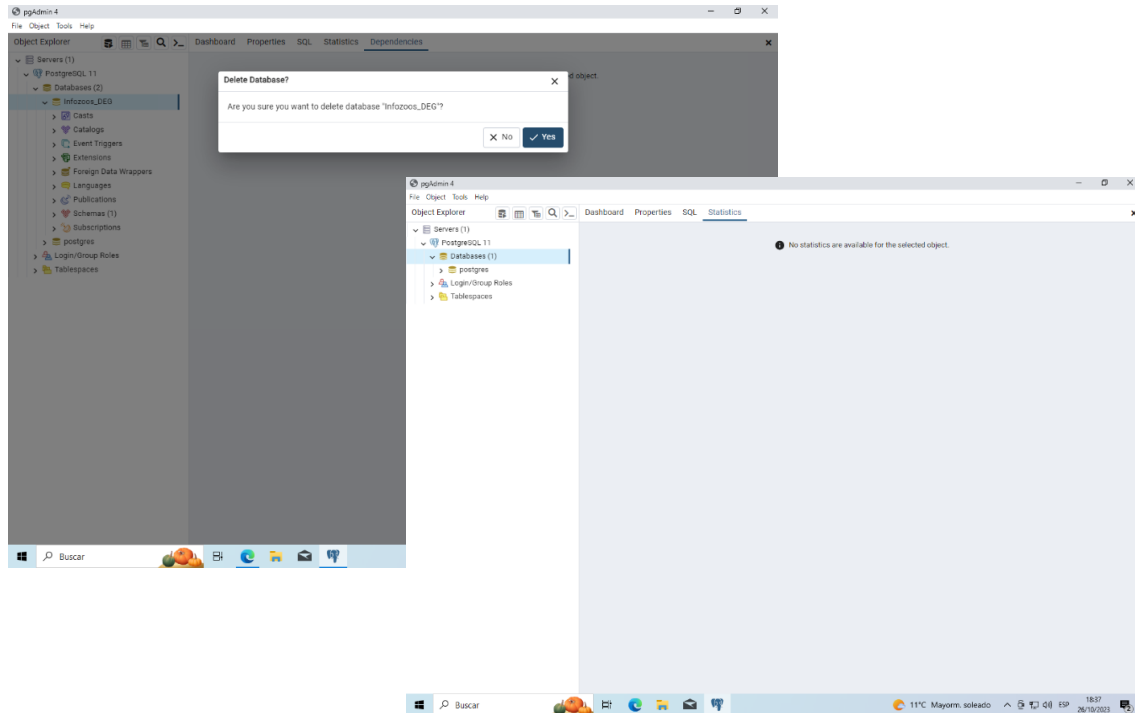 pgAdmin 4
File Object Tools Help
Object Explorer
Dashboard Properties SQL Statistics Dependencies
Servers (1)
PostgreSQL 11
Databases (2)
Infozoos_DEG
Casts
Catalogs
Event Triggers
Extensions
Foreign Data Wrappers
Languages
Publications
Schemas (1)
Subscriptions
postgres
Login/Group Roles
Tablespaces
d object.
Delete Database?
Are you sure you want to delete database "Infozoos_DEG"?
No Yes
Buscar
pgAdmin 4
File Object Tools Help
Object Explorer
Dashboard Properties SQL Statistics
Servers (1)
PostgreSQL 11
Databases (1)
postgres
Login/Group Roles
Tablespaces
No statistics are available for the selected object.
Buscar
11°C Mayorm. soleado ESP 18:37
26/10/2023
2